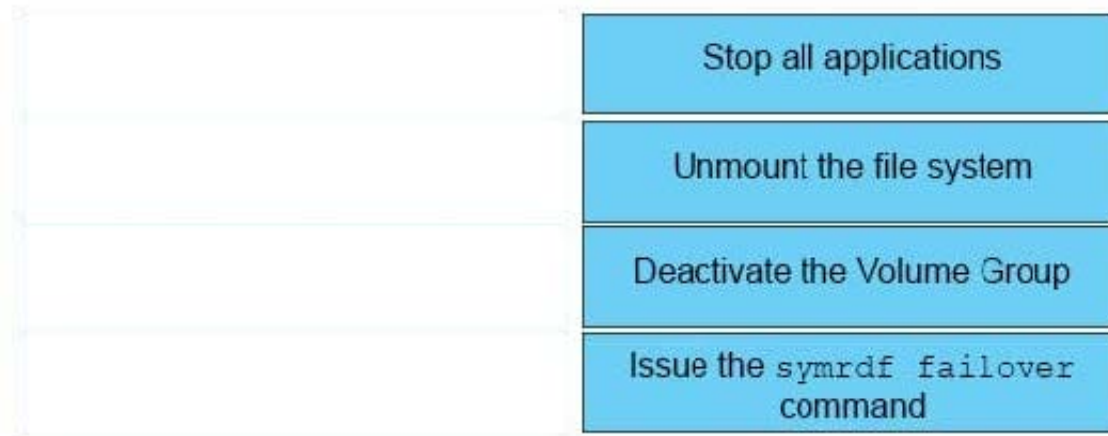 Stop all applications
Unmount the file system
Deactivate the Volume Group
Issue the symrdf failover
command